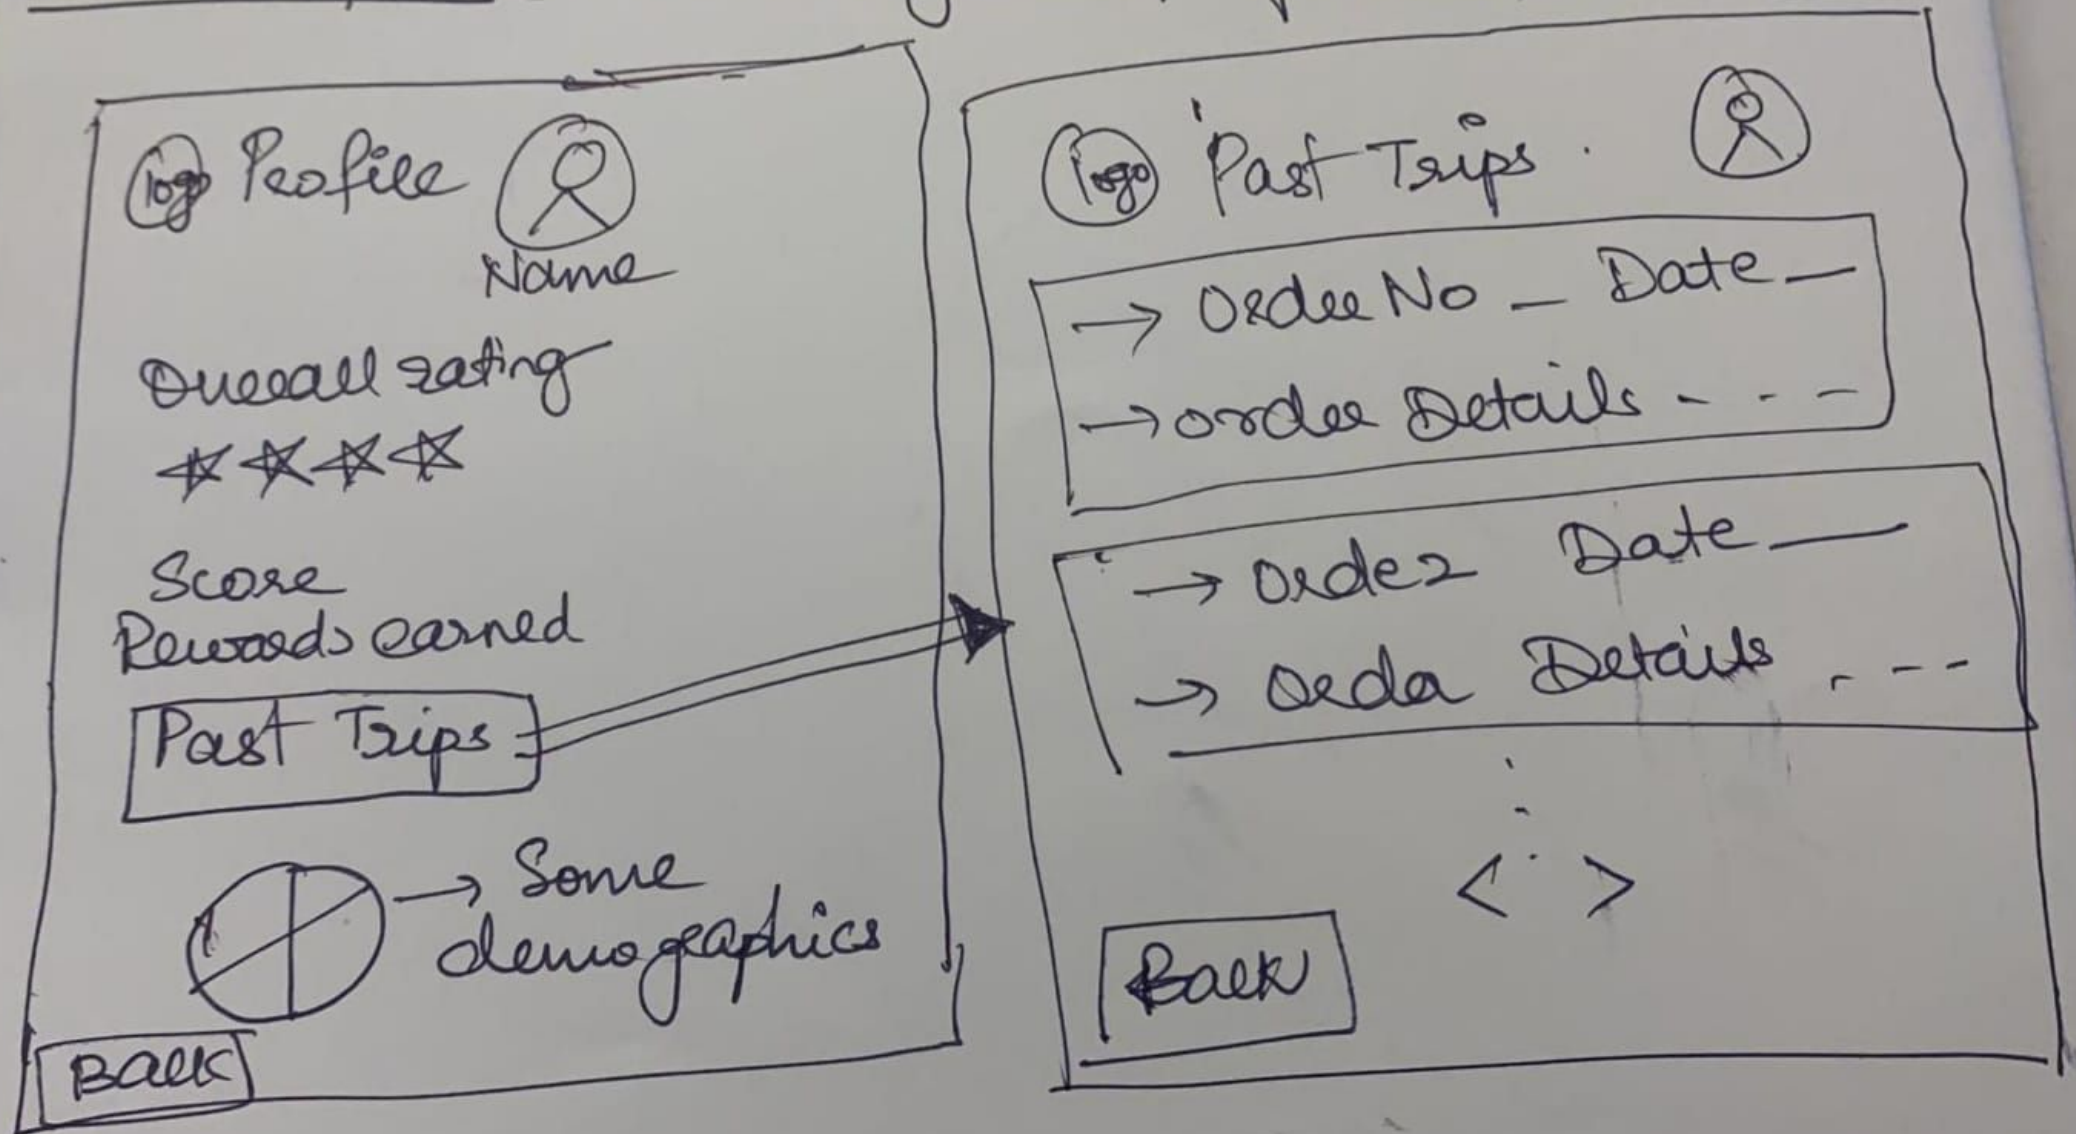 logo Profile
Name
Overall rating
Score
Rewards earned
Past Trips
Some
demographics
Back
logo Past Trips
Order No _ Date _
Order Details - - -
Order 2 Date _
Order Details - - -
< >
Back